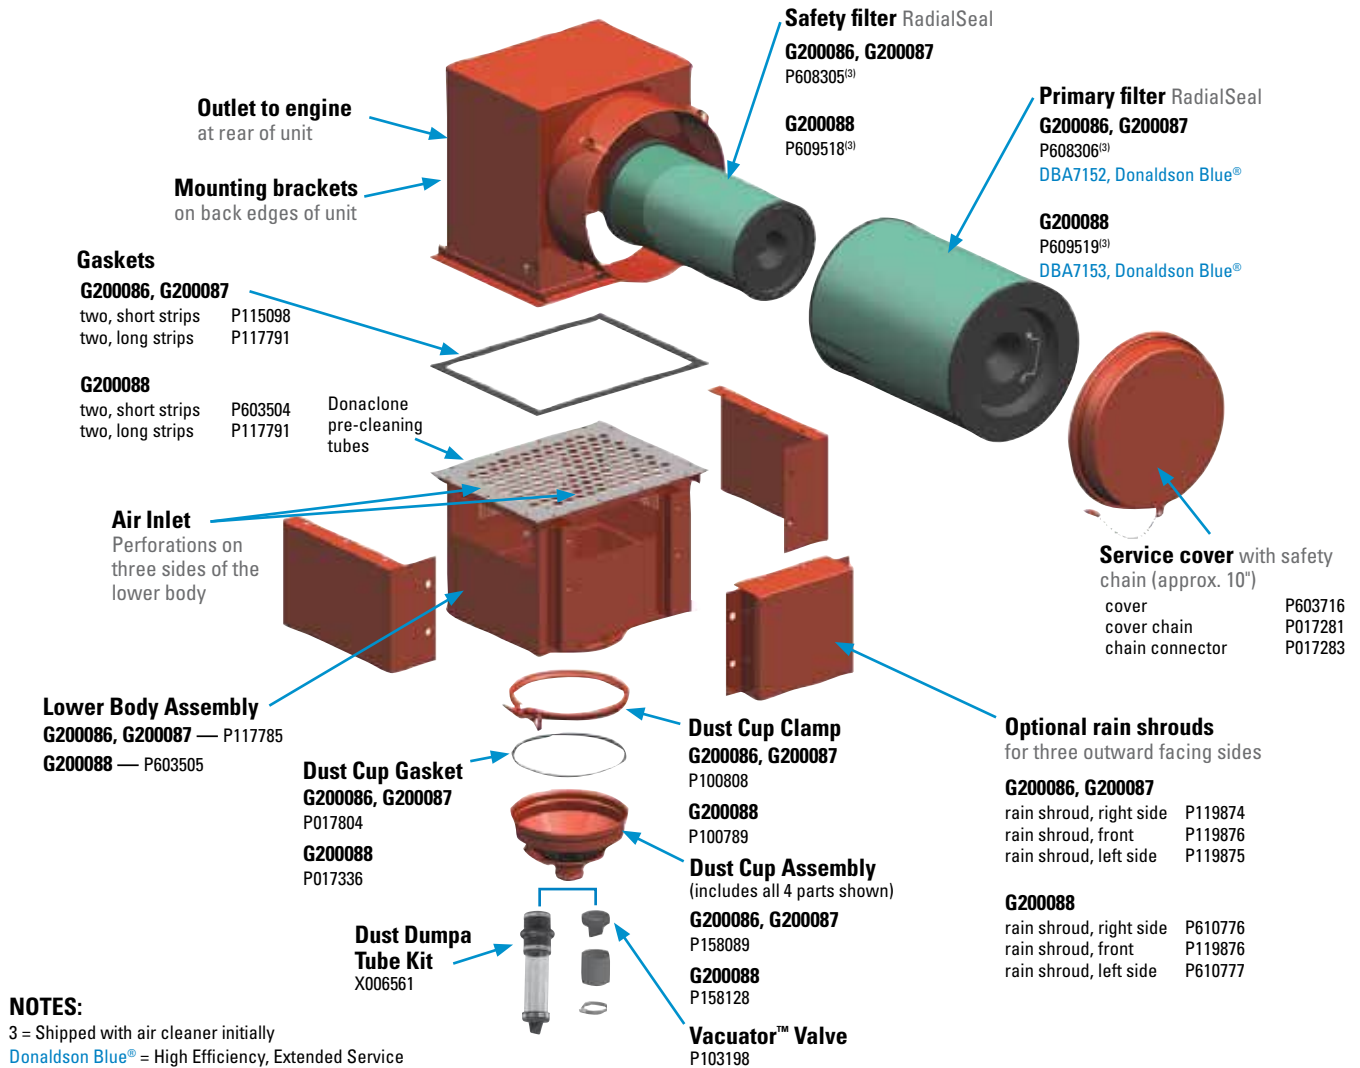 Safety filter RadialSeal
G200086, G200087
P608305(3)
G200088
P609518(3)
Primary filter RadialSeal
G200086, G200087
P608306(3)
DBA7152, Donaldson Blue®
G200088
P609519(3)
DBA7153, Donaldson Blue®
Outlet to engine
at rear of unit
Mounting brackets
on back edges of unit
Gaskets
G200086, G200087
two, short strips P115098
two, long strips P117791
G200088
two, short strips P603504
two, long strips P117791
Donaclone
pre-cleaning
tubes
Air Inlet
Perforations on
three sides of the
lower body
Service cover with safety
chain (approx. 10")
cover P603716
cover chain P017281
chain connector P017283
Lower Body Assembly
G200086, G200087 — P117785
G200088 — P603505
Dust Cup Gasket
G200086, G200087
P017804
G200088
P017336
Dust Cup Clamp
G200086, G200087
P100808
G200088
P100789
Dust Cup Assembly
(includes all 4 parts shown)
G200086, G200087
P158089
G200088
P158128
Optional rain shrouds
for three outward facing sides
G200086, G200087
rain shroud, right side P119874
rain shroud, front P119876
rain shroud, left side P119875
G200088
rain shroud, right side P610776
rain shroud, front P119876
rain shroud, left side P610777
Dust Dumpa
Tube Kit
X006561
Vacuator™ Valve
P103198
NOTES:
3 = Shipped with air cleaner initially
Donaldson Blue® = High Efficiency, Extended Service